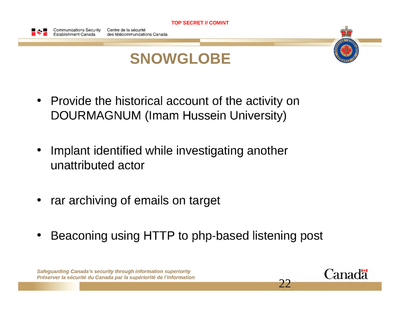 TOP SECRET // COMINT
Communications Security Centre de la sécurité
Establishment Canada des télécommunications Canada
SNOWGLOBE
• Provide the historical account of the activity on
DOURMAGNUM (Imam Hussein University)
• Implant identified while investigating another
unattributed actor
• rar archiving of emails on target
• Beaconing using HTTP to php-based listening post
Safeguarding Canada's security through information superiority
Préserver la sécurité du Canada par la supériorité de l'information
Canada
22